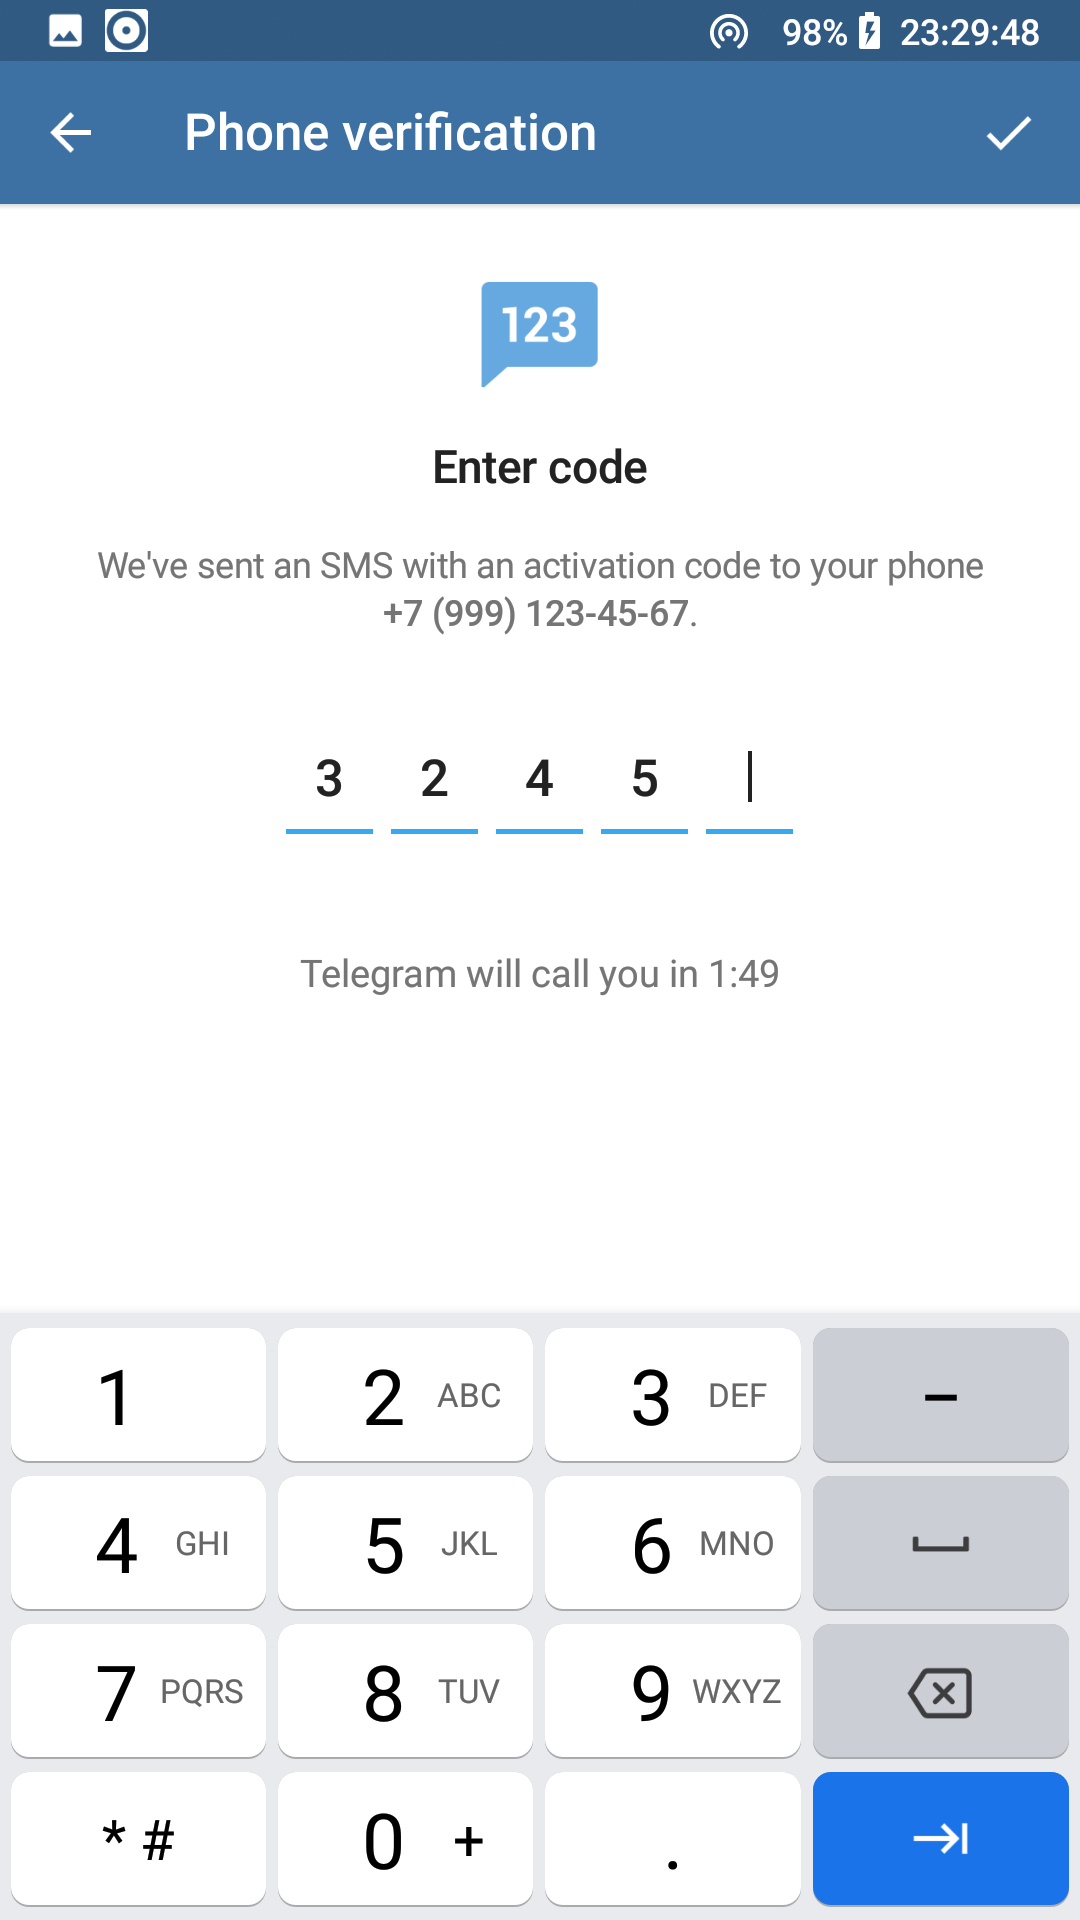 98% 23:29:48
Phone verification
123
Enter code
We've sent an SMS with an activation code to your phone
+7 (999) 123-45-67.
3 2 4 5
Telegram will call you in 1:49
1 2 ABC 3 DEF –
4 GHI 5 JKL 6 MNO
7 PQRS 8 TUV 9 WXYZ
* # 0 + .